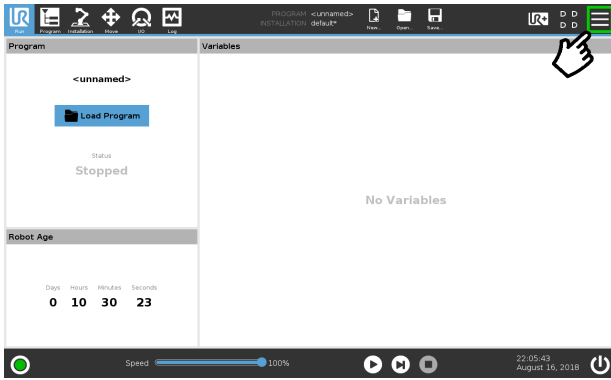 UR
Run
Program
Installation
Move
I/O
Log
PROGRAM <unnamed>
INSTALLATION default*
New...
Open...
Save...
UR+
D D
D D
Program
<unnamed>
Load Program
Status
Stopped
Variables
No Variables
Robot Age
Days Hours Minutes Seconds
0 10 30 23
Speed 100%
22:05:43
August 16, 2018